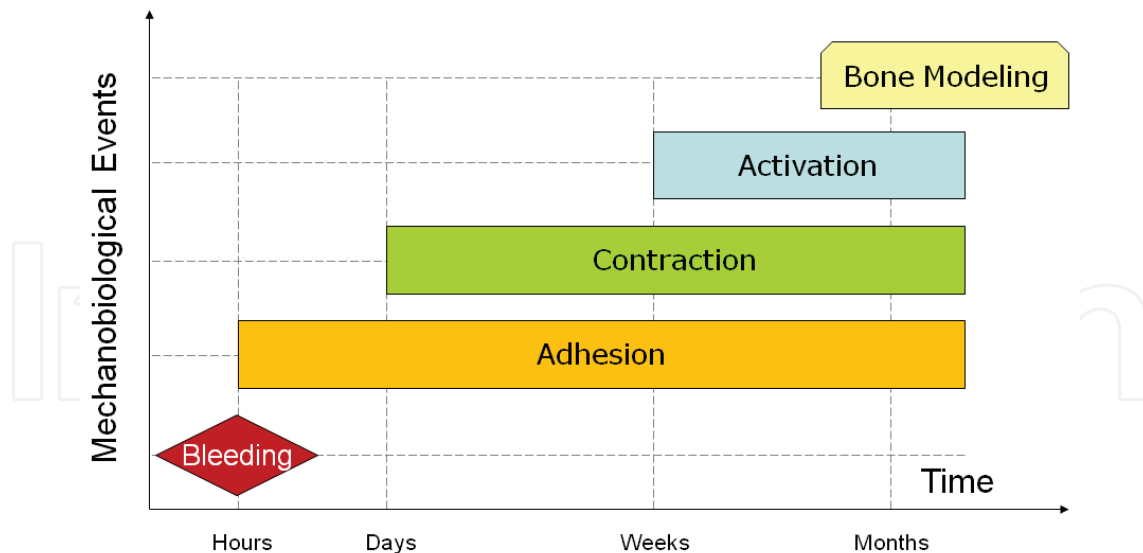 Mechanobiological Events
Bone Modeling
Activation
Contraction
Adhesion
Bleeding
Time
Hours
Days
Weeks
Months